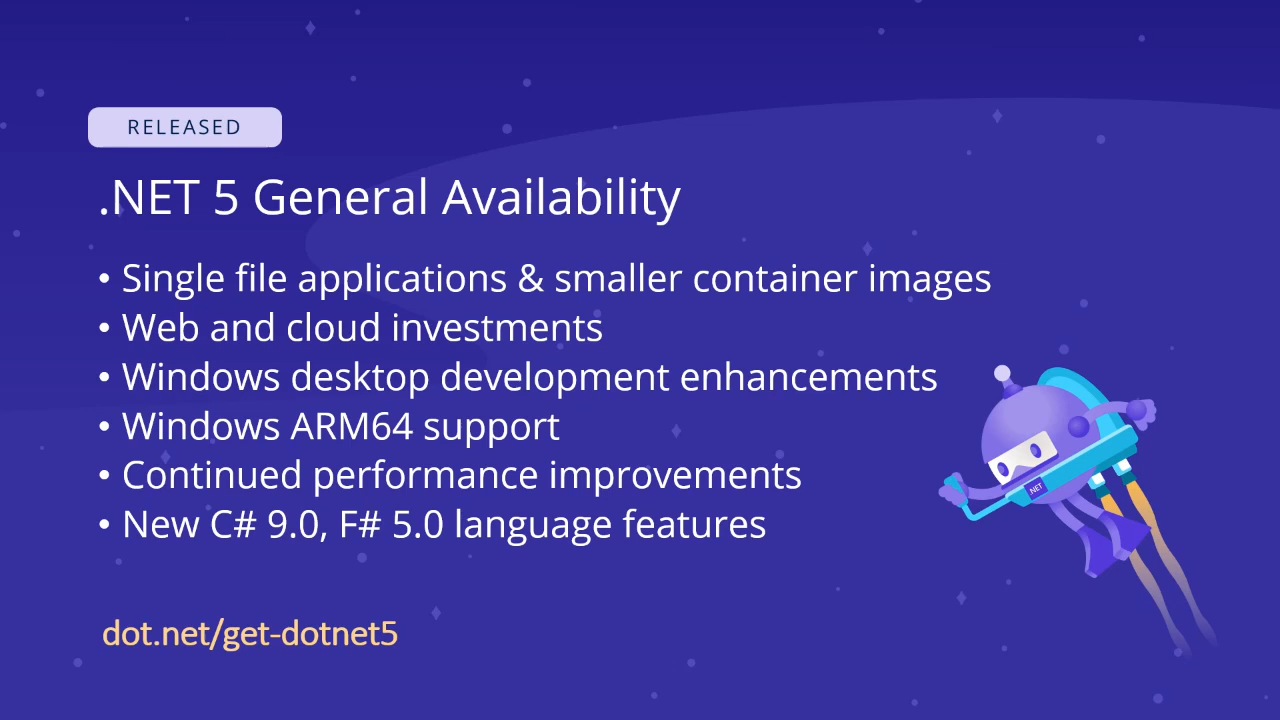 RELEASED
.NET 5 General Availability
• Single file applications & smaller container images
• Web and cloud investments
• Windows desktop development enhancements
• Windows ARM64 support
• Continued performance improvements
• New C# 9.0, F# 5.0 language features
.NET
dot.net/get-dotnet5